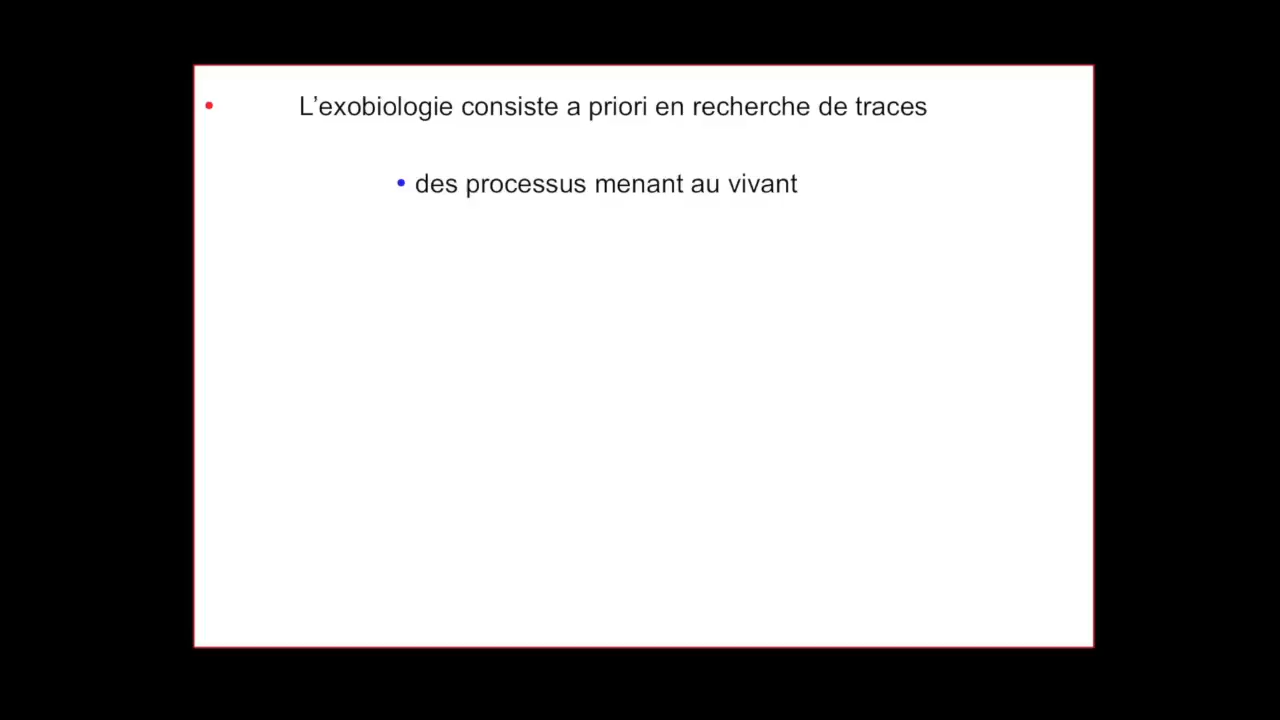 • L’exobiologie consiste a priori en recherche de traces
• des processus menant au vivant